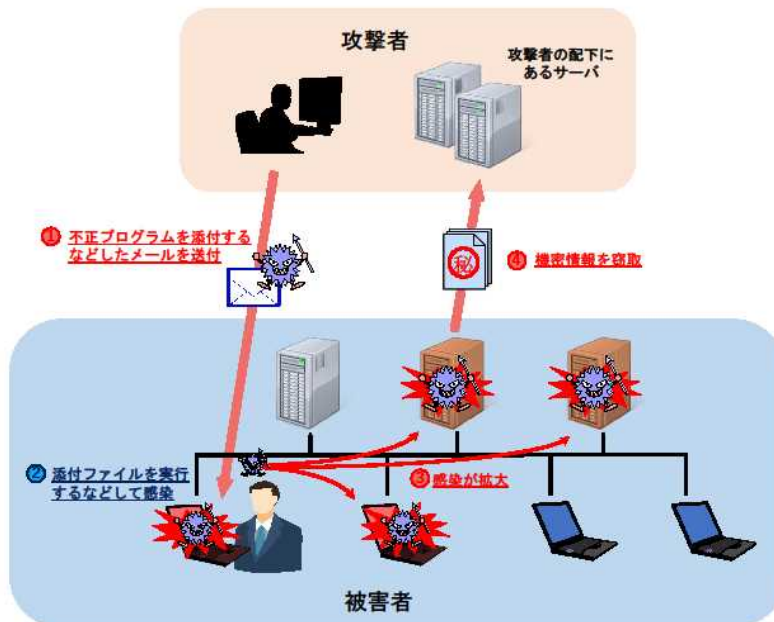 攻撃者
攻撃者の配下に
あるサーバ
① 不正プログラムを添付する
などしたメールを送付
秘
④ 機密情報を窃取
② 添付ファイルを実行
するなどして感染
③ 感染が拡大
被害者